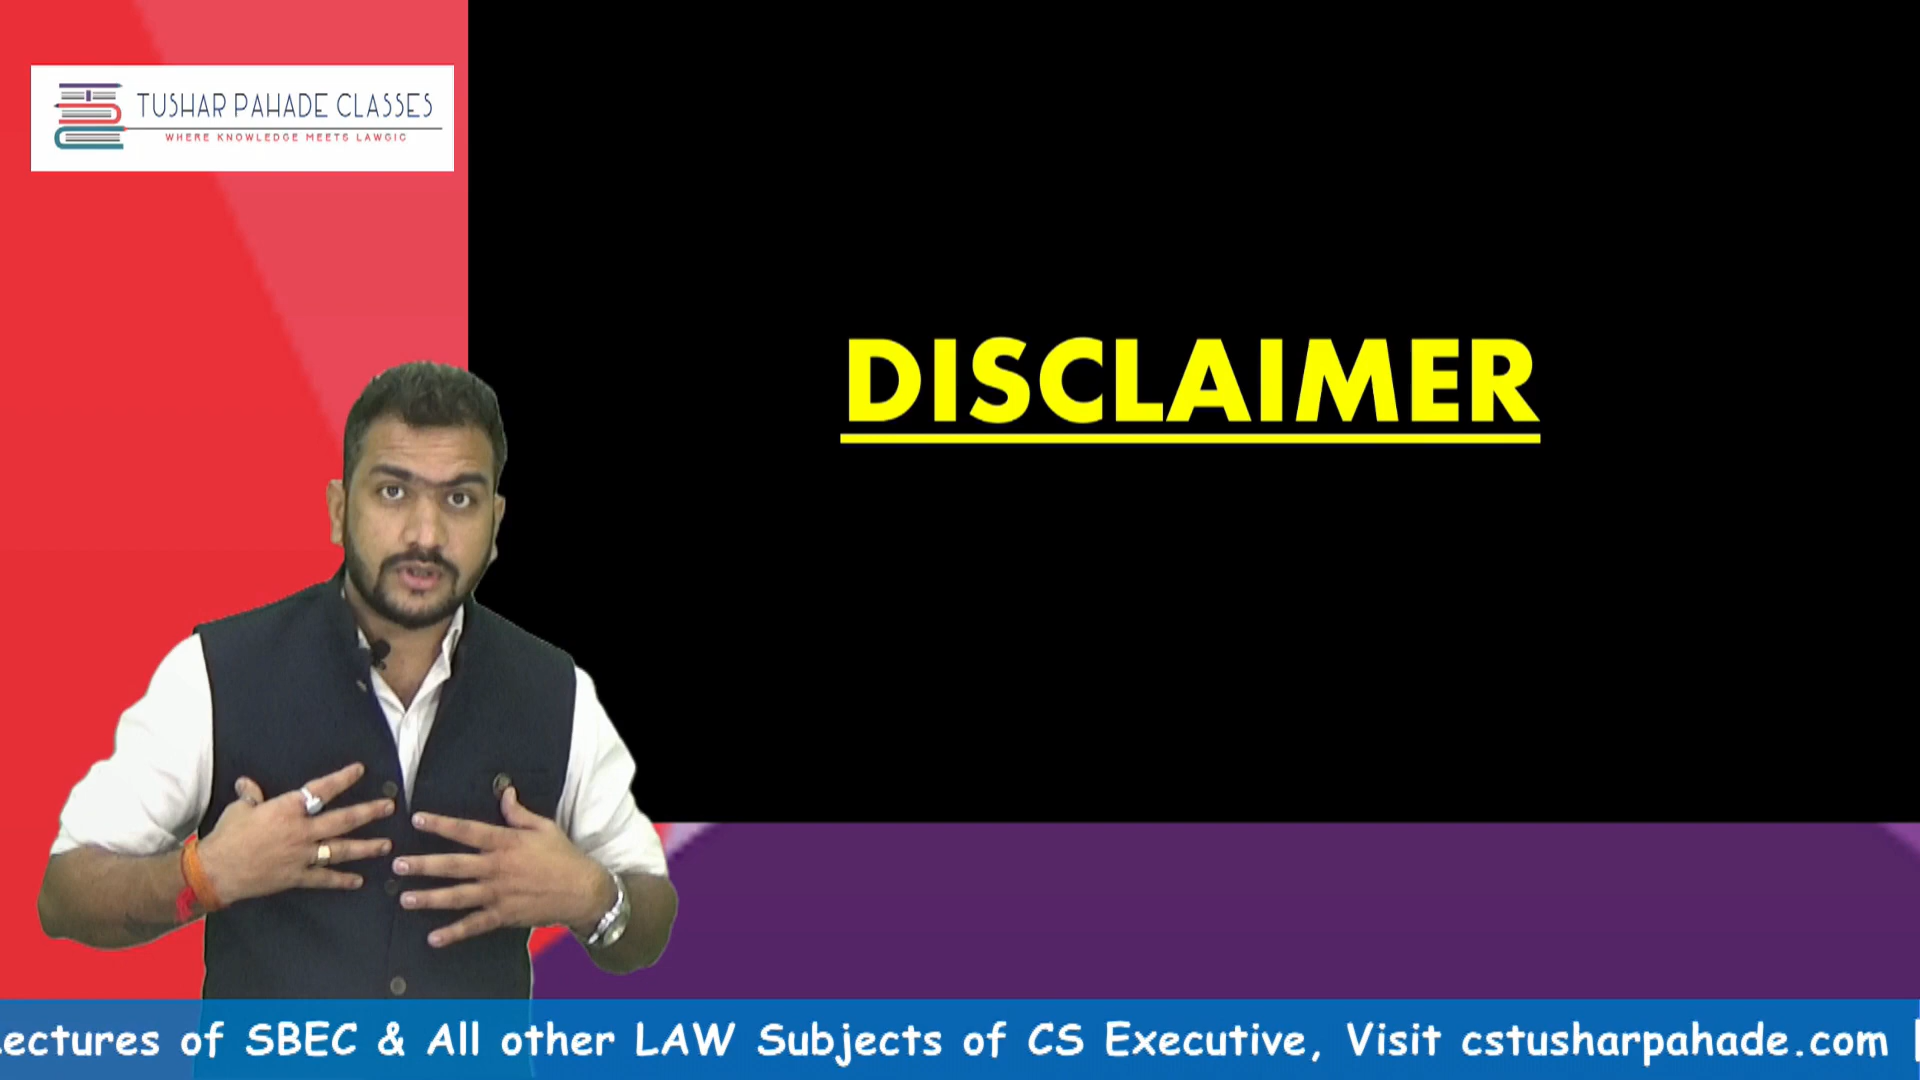 TUSHAR PAHADE CLASSES
WHERE KNOWLEDGE MEETS LAWGIC
DISCLAIMER
ectures of SBEC & All other LAW Subjects of CS Executive, Visit cstusharpahade.com